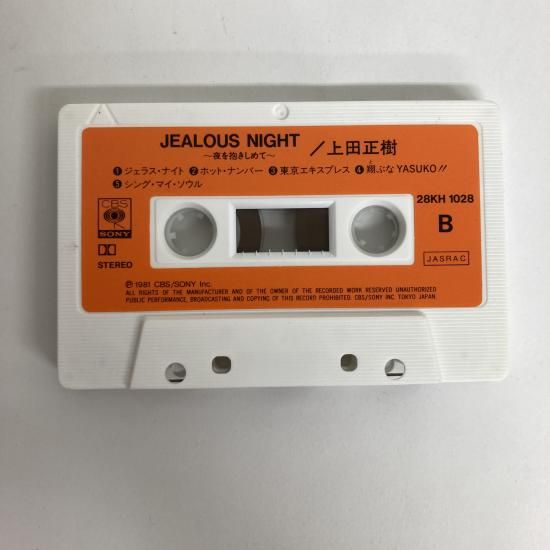 JEALOUS NIGHT /上田正樹
〜夜を抱きしめて〜
❶ジェラス・ナイト ❷ホット・ナンバー ❸東京エキスプレス ❹翔ぶなYASUKO!!
と
❺シング・マイ・ソウル
CBS
SONY
28KH 1028
B
STEREO
JASRAC
Ⓟ1981 CBS/SONY Inc.
ALL RIGHTS OF THE MANUFACTURER AND OF THE OWNER OF THE RECORDED WORK RESERVED UNAUTHORIZED
PUBLIC PERFORMANCE, BROADCASTING AND COPYING OF THIS RECORD PROHIBITED. CBS/SONY INC. TOKYO JAPAN.